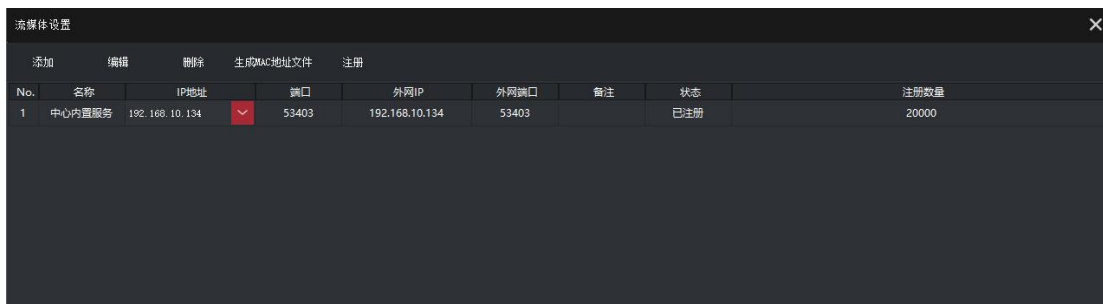 流媒体设置
添加 编辑 删除 生成MAC地址文件 注册
No. 名称 IP地址 端口 外网IP 外网端口 备注 状态 注册数量
1 中心内置服务 192.168.10.134 53403 192.168.10.134 53403 已注册 20000